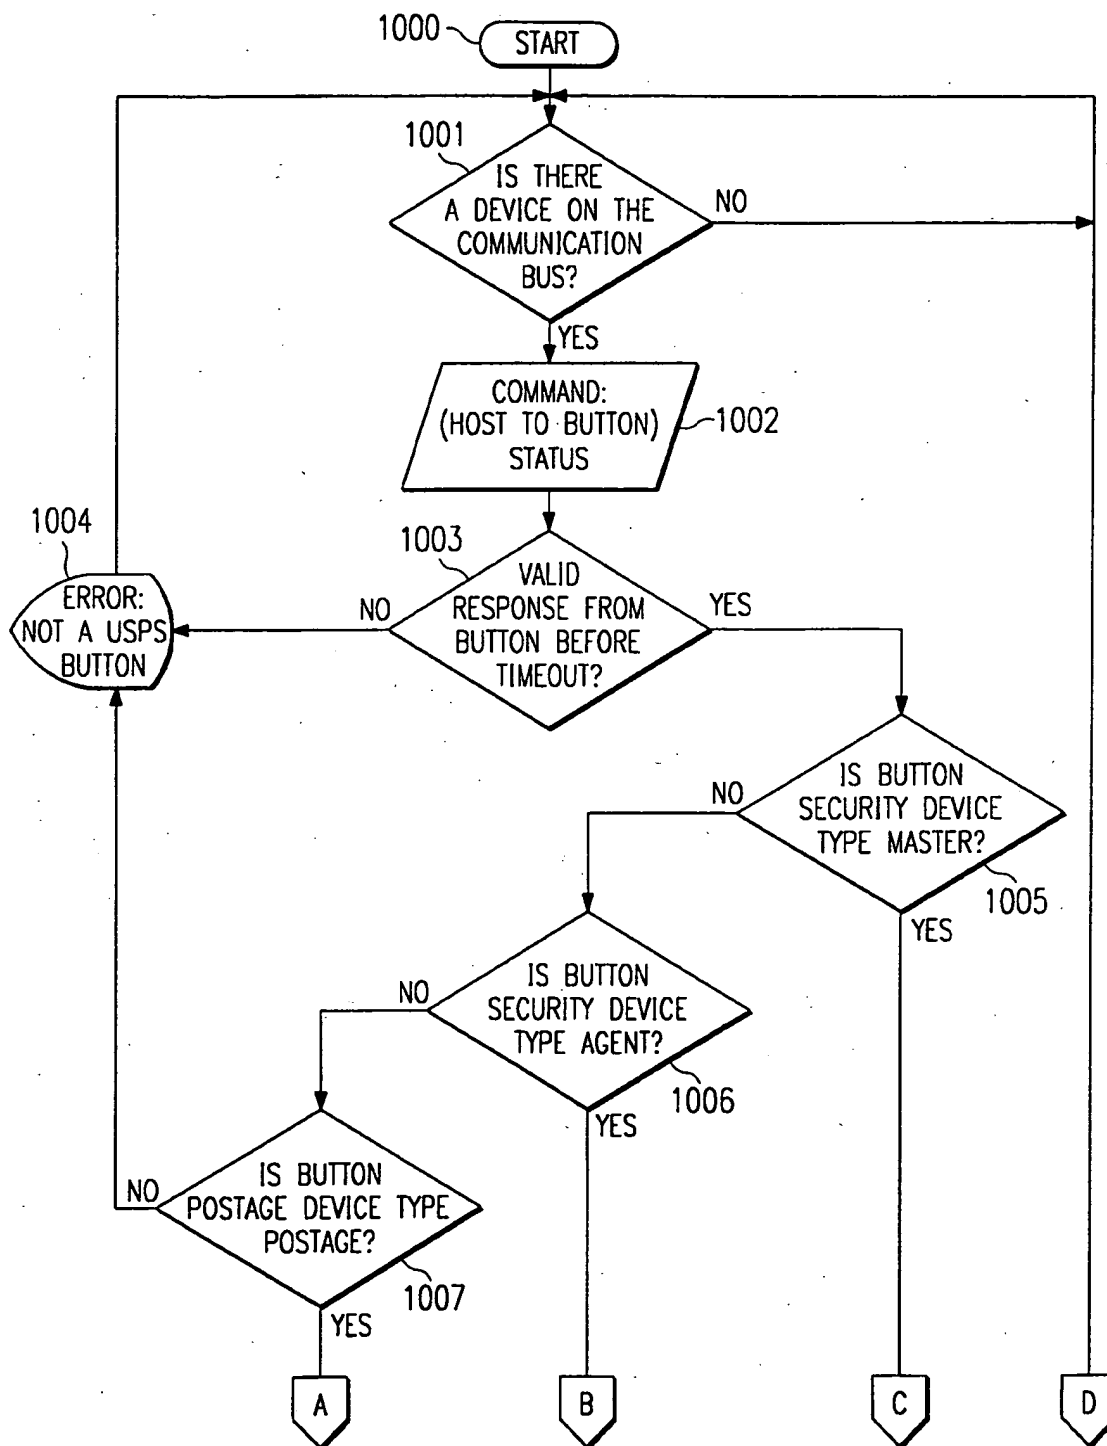 1000
START
1001
IS THERE
A DEVICE ON THE
COMMUNICATION
BUS?
NO
YES
COMMAND:
(HOST TO BUTTON)
STATUS
1002
1004
ERROR:
NOT A USPS
BUTTON
1003
NO
VALID
RESPONSE FROM
BUTTON BEFORE
TIMEOUT?
YES
NO
IS BUTTON
SECURITY DEVICE
TYPE MASTER?
1005
YES
NO
IS BUTTON
SECURITY DEVICE
TYPE AGENT?
1006
YES
NO
IS BUTTON
POSTAGE DEVICE TYPE
POSTAGE?
1007
YES
A
B
C
D